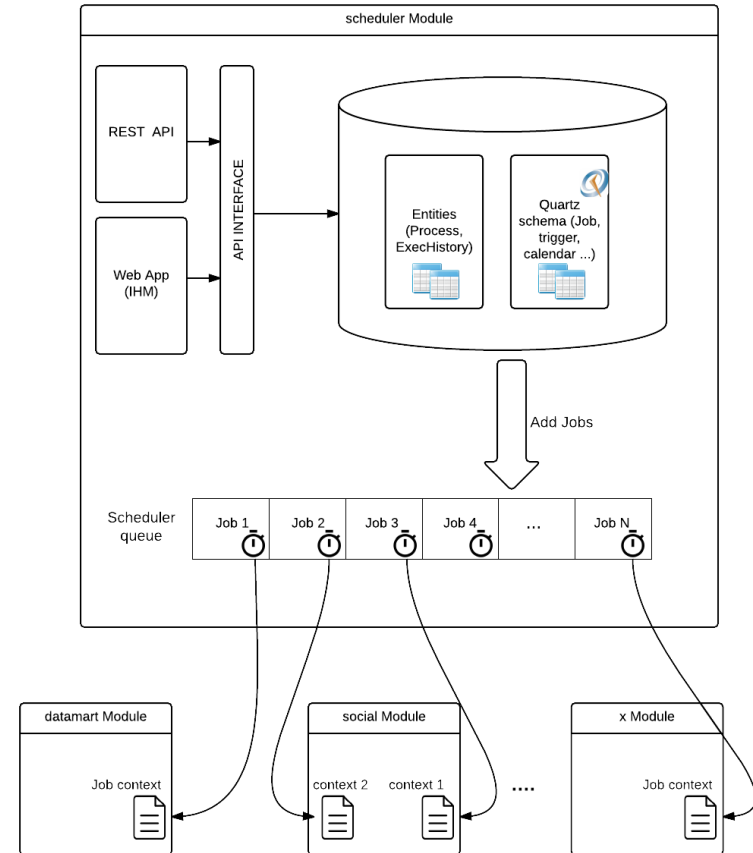 scheduler Module
REST API
Web App
(IHM)
API INTERFACE
Entities
(Process,
ExecHistory)
Quartz
schema (Job,
trigger,
calendar ...)
Add Jobs
Scheduler
queue
Job 1
Job 2
Job 3
Job 4
...
Job N
datamart Module
Job context
social Module
context 2
context 1
....
x Module
Job context